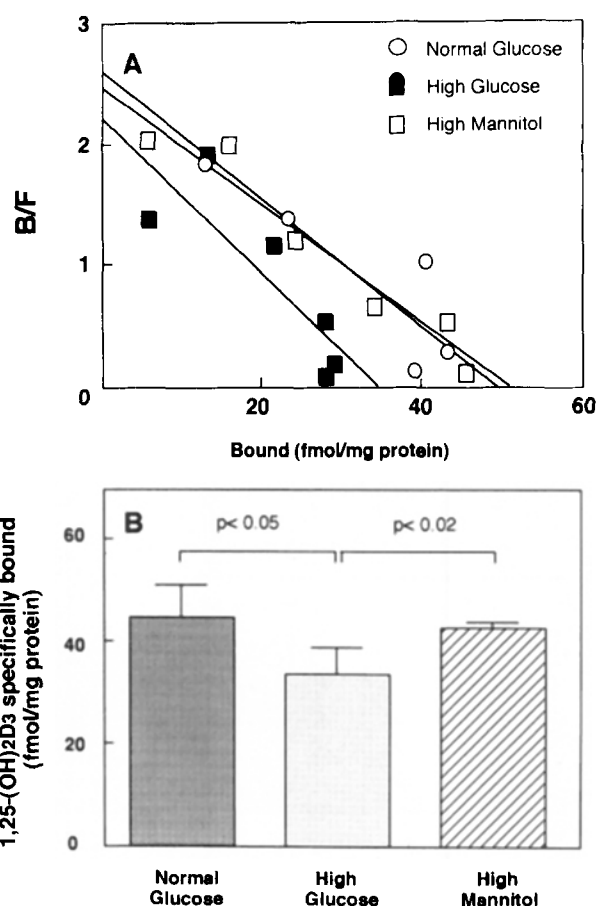 3
A
Normal Glucose
High Glucose
High Mannitol
2
B/F
1
0
20
40
60
Bound (fmol/mg protein)
B
p< 0.05
p< 0.02
60
40
20
0
1,25-(OH)2D3 specifically bound
(fmol/mg protein)
Normal
Glucose
High
Glucose
High
Mannitol